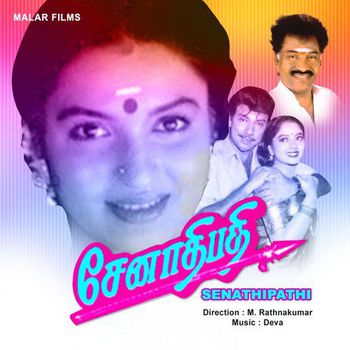 MALAR FILMS
சேனாதிபதி
SENATHIPATHI
Direction : M. Rathnakumar
Music : Deva